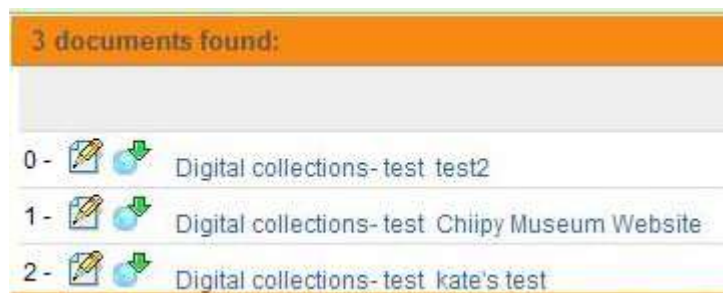 3 documents found:
0 - Digital collections- test test2
1 - Digital collections- test Chiipy Museum Website
2 - Digital collections- test kate's test